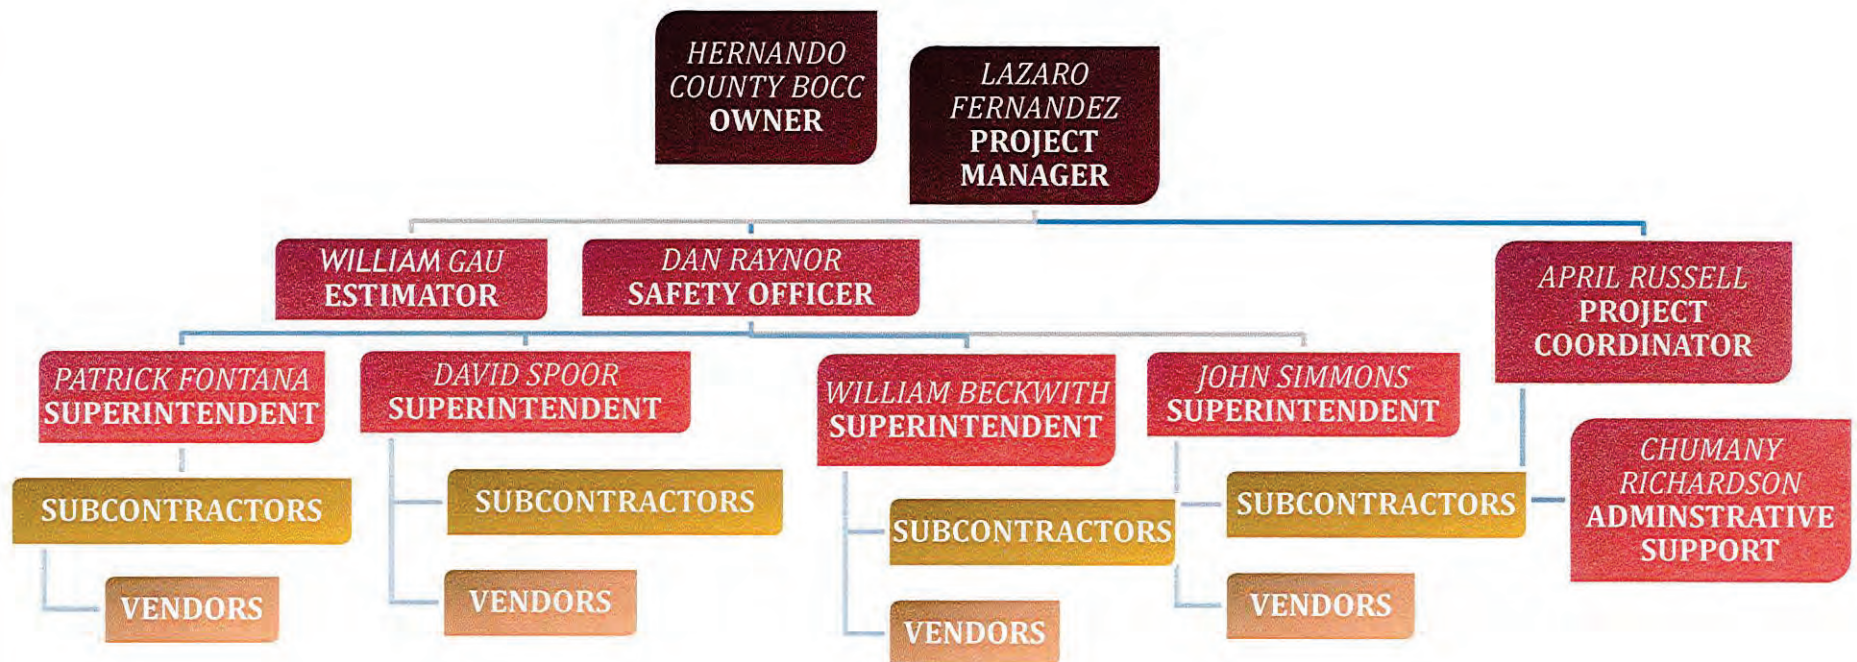 HERNANDO
COUNTY BOCC
OWNER
LAZARO
FERNANDEZ
PROJECT
MANAGER
WILLIAM GAU
ESTIMATOR
DAN RAYNOR
SAFETY OFFICER
APRIL RUSSELL
PROJECT
COORDINATOR
PATRICK FONTANA
SUPERINTENDENT
DAVID SPOOR
SUPERINTENDENT
WILLIAM BECKWITH
SUPERINTENDENT
JOHN SIMMONS
SUPERINTENDENT
CHUMANY
RICHARDSON
ADMINSTRATIVE
SUPPORT
SUBCONTRACTORS
SUBCONTRACTORS
SUBCONTRACTORS
SUBCONTRACTORS
VENDORS
VENDORS
VENDORS
VENDORS